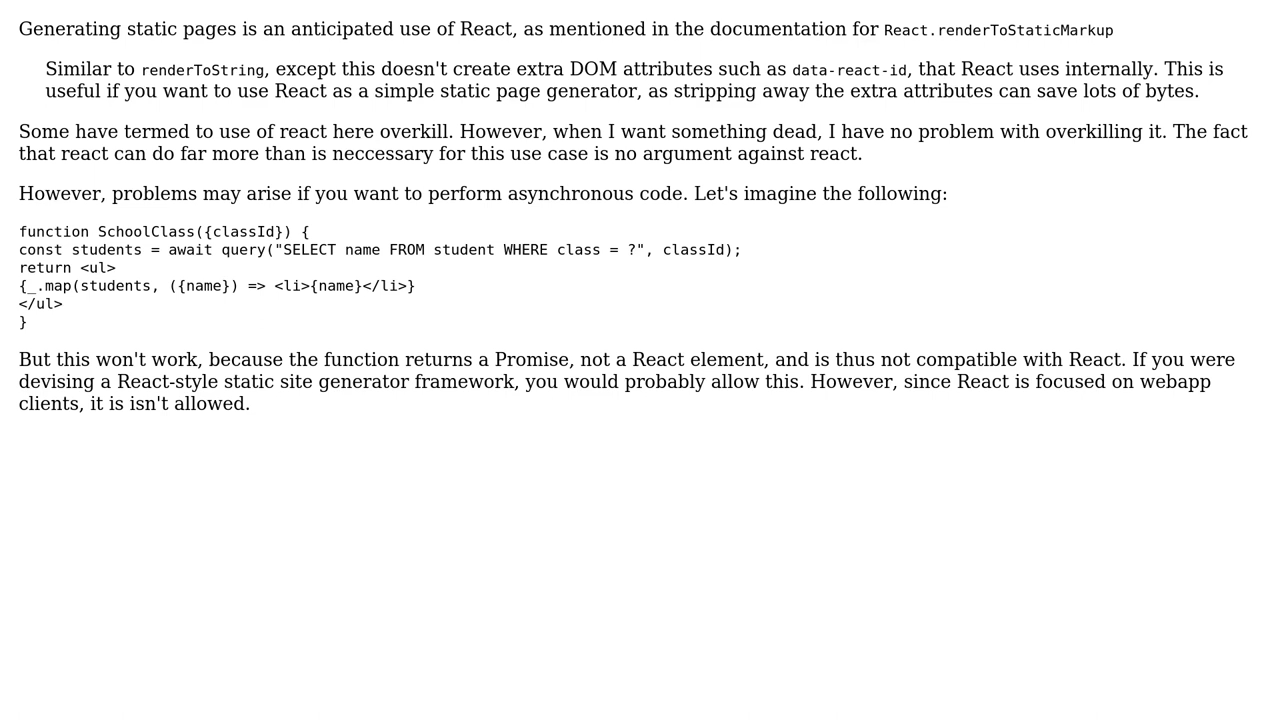 Generating static pages is an anticipated use of React, as mentioned in the documentation for React.renderToStaticMarkup
Similar to renderToString, except this doesn't create extra DOM attributes such as data-react-id, that React uses internally. This is
useful if you want to use React as a simple static page generator, as stripping away the extra attributes can save lots of bytes.
Some have termed to use of react here overkill. However, when I want something dead, I have no problem with overkilling it. The fact
that react can do far more than is neccessary for this use case is no argument against react.
However, problems may arise if you want to perform asynchronous code. Let's imagine the following:
function SchoolClass({classId}) {
const students = await query("SELECT name FROM student WHERE class = ?", classId);
return <ul>
{_.map(students, ({name}) => <li>{name}</li>}
</ul>
}
But this won't work, because the function returns a Promise, not a React element, and is thus not compatible with React. If you were
devising a React-style static site generator framework, you would probably allow this. However, since React is focused on webapp
clients, it is isn't allowed.